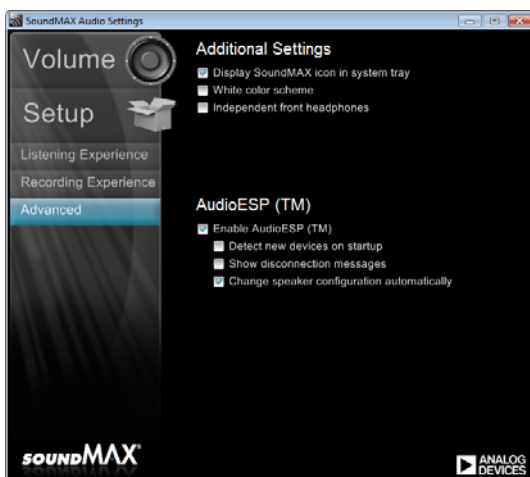 SoundMAX Audio Settings
Volume
Setup
Listening Experience
Recording Experience
Advanced
Additional Settings
Display SoundMAX icon in system tray
White color scheme
Independent front headphones
AudioESP (TM)
Enable AudioESP (TM)
Detect new devices on startup
Show disconnection messages
Change speaker configuration automatically
SOUNDMAX®
ANALOG
DEVICES